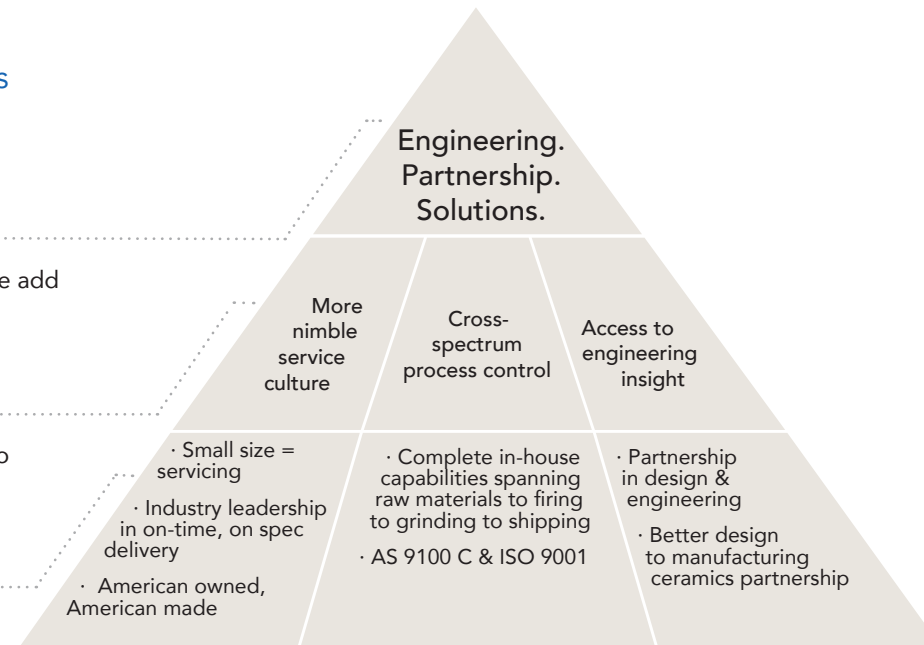 s
Engineering.
Partnership.
Solutions.
e add
More
nimble
service
culture
Cross-
spectrum
process control
Access to
engineering
insight
o
· Small size =
servicing
· Industry leadership
in on-time, on spec
delivery
· American owned,
American made
· Complete in-house
capabilities spanning
raw materials to firing
to grinding to shipping
· AS 9100 C & ISO 9001
· Partnership
in design &
engineering
· Better design
to manufacturing
ceramics partnership